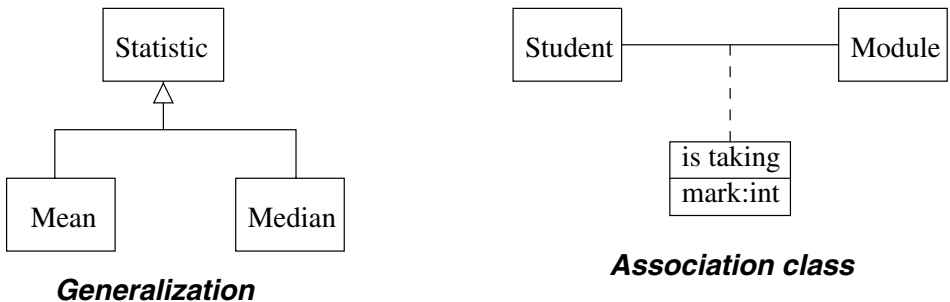 Statistic
Mean
Median
Generalization
Student
Module
is taking
mark:int
Association class